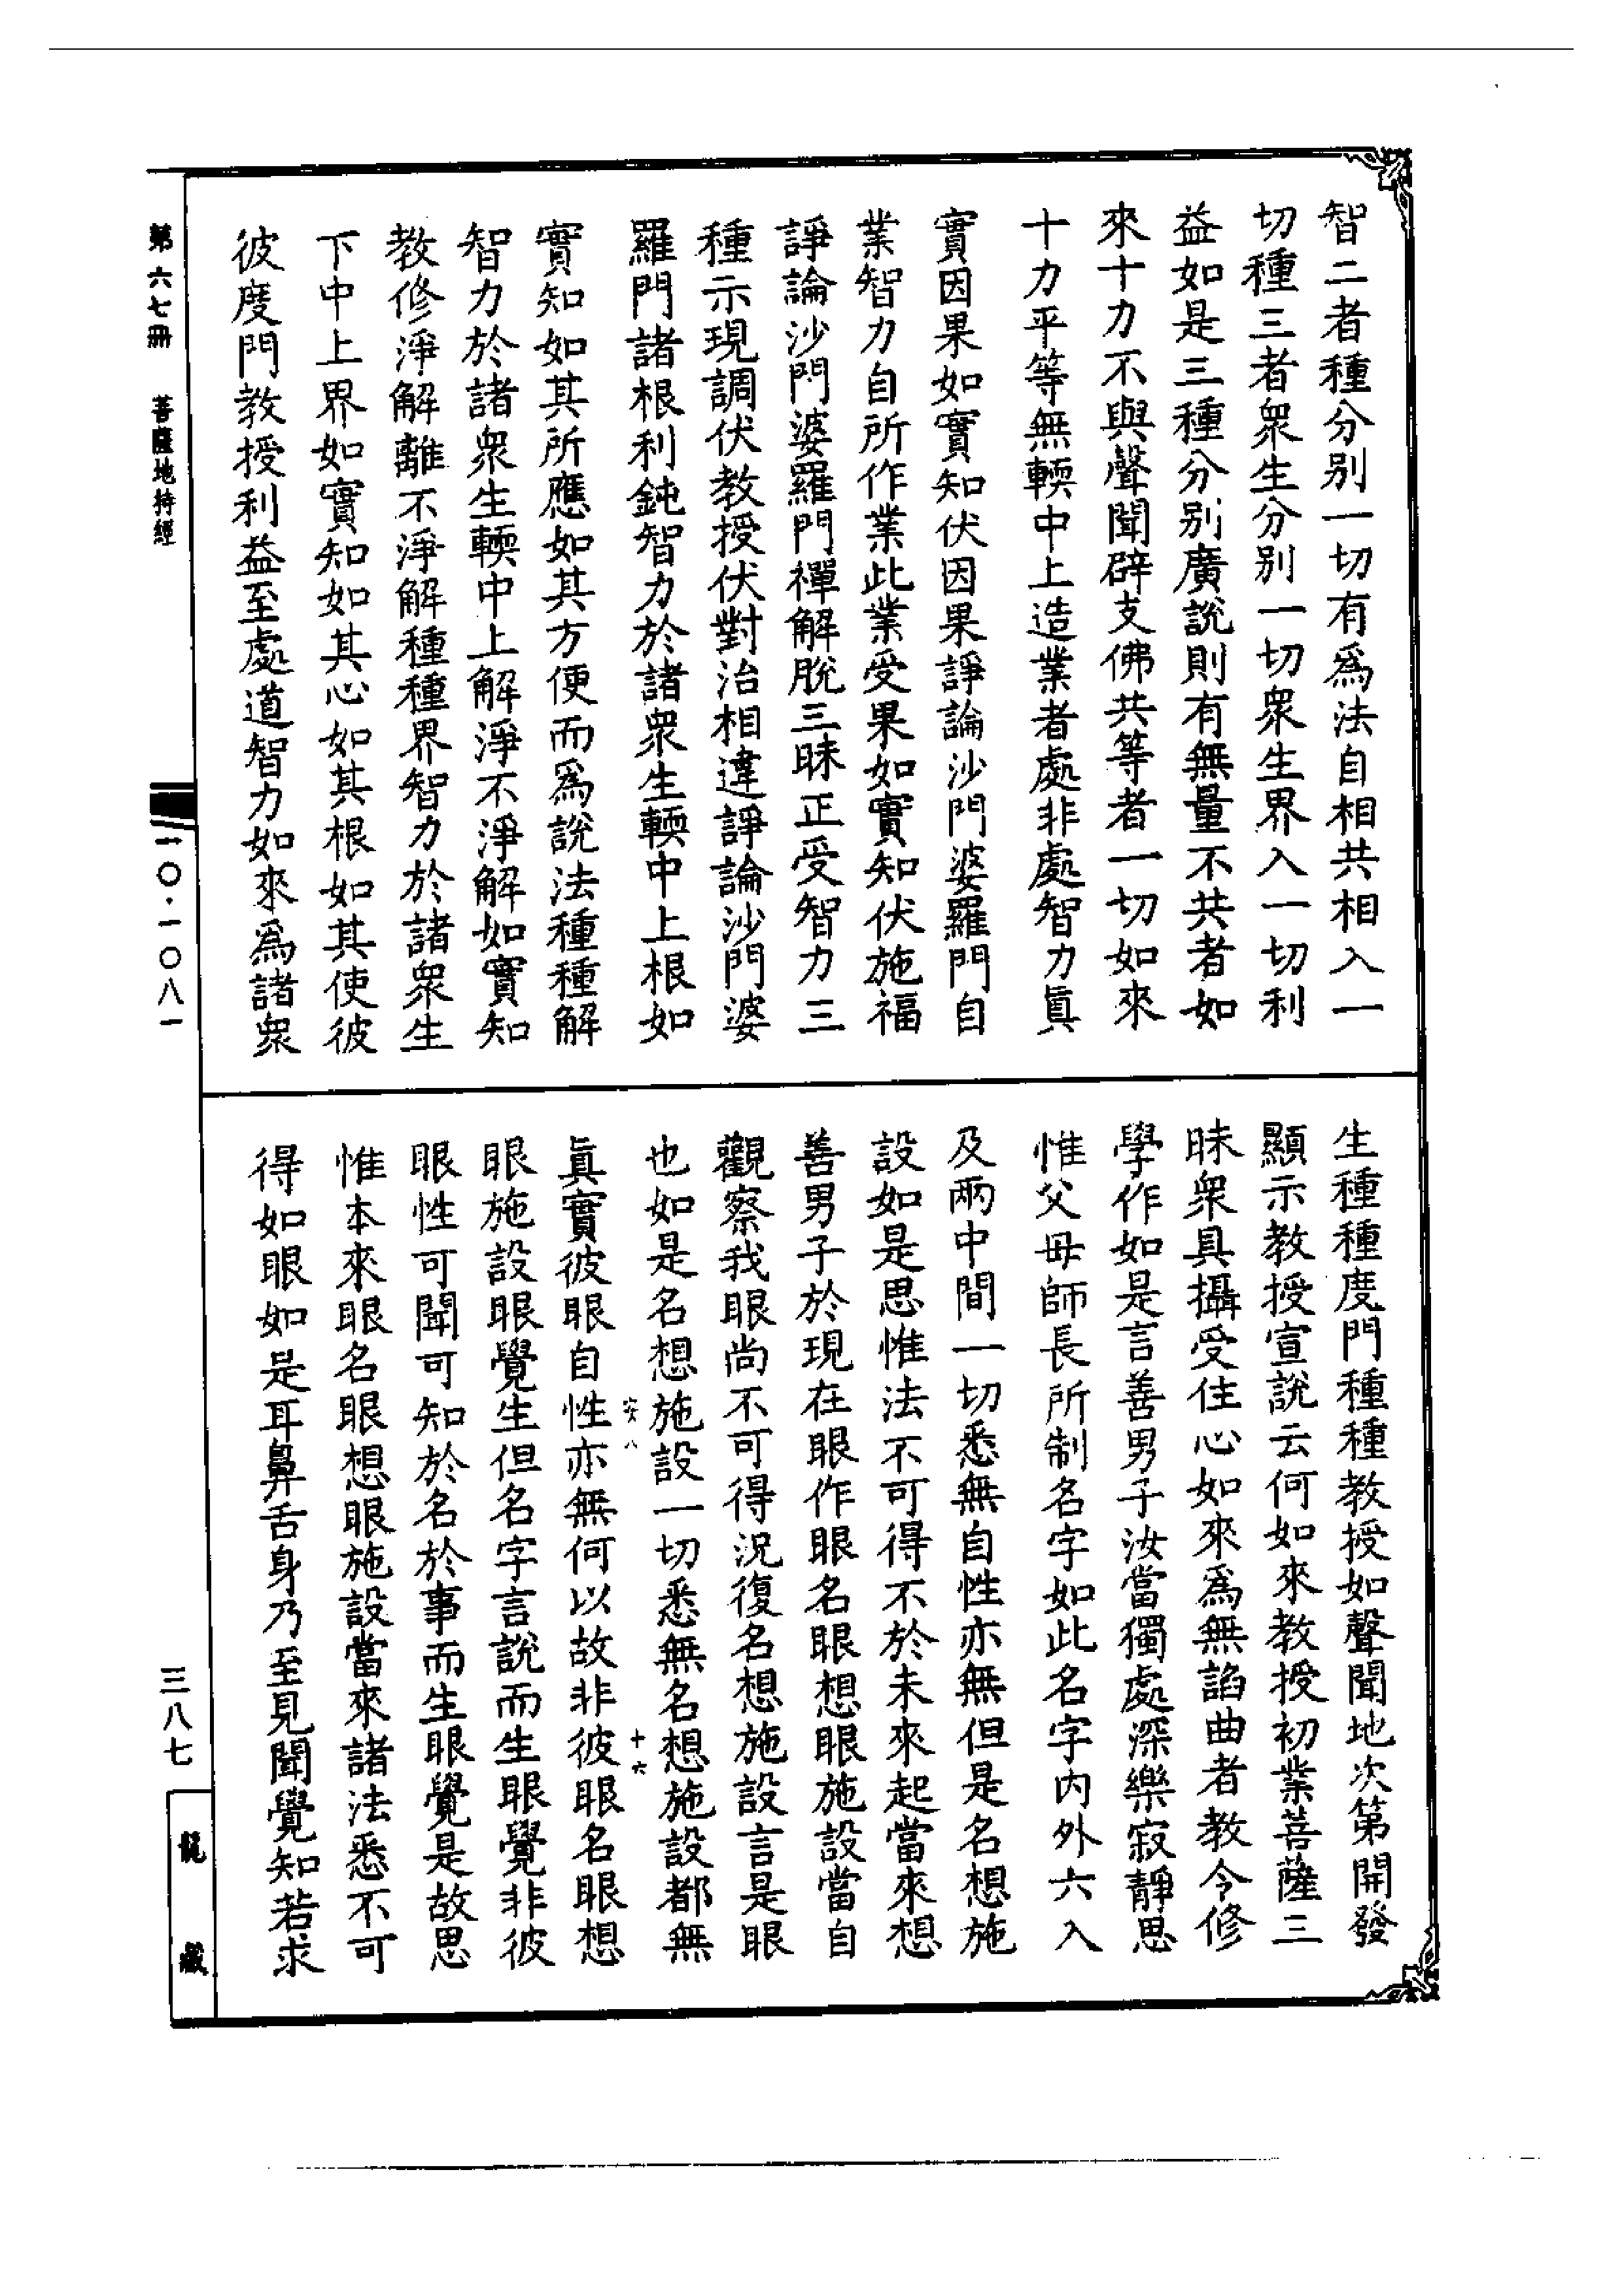 智二者種分别一切有爲法自相共相入一
切種三者衆生分别一切衆生界入一切利
益如是三種分别廣說則有無量不共者如
來十力不與聲聞辟支佛共等者一切如來
十力平等無輭中上造業者處非處智力眞
實因果如實知伏因果諍論沙門婆羅門自
業智力自所作業此業受果如實知伏施福
諍論沙門婆羅門禪解脫三昧正受智力三
種示現調伏教授伏對治相違諍論沙門婆
羅門諸根利鈍智力於諸衆生輭中上根如
實知如其所應如其方便而爲說法種種解
智力於諸衆生輭中上解淨不淨解如實知
教修淨解離不淨解種種界智力於諸衆生
下中上界如實知如其心如其根如其使彼
彼度門教授利益至處道智力如來爲諸衆
生種種度門種種教授如聲聞地次第開發
顯示教授宣說云何如來教授初業菩薩三
昧衆具攝受住心如來爲無諂曲者教令修
學作如是言善男子汝當獨處深樂寂靜思
惟父母師長所制名字如此名字内外六入
及兩中間一切悉無自性亦無但是名想施
設如是思惟法不可得不於未來起當來想
善男子於現在眼作眼名眼想眼施設當自
觀察我眼尚不可得況復名想施設言是眼
也如是名想施設一切悉無名想施設都無
安八 十六
眞實彼眼自性亦無何以故非彼眼名眼想
眼施設眼覺生但名字言說而生眼覺非彼
眼性可聞可知於名於事而生眼覺是故思
惟本來眼名眼想眼施設當來諸法悉不可
得如眼如是耳鼻舌身乃至見聞覺知若求
第六七冊 菩薩地持經
一〇·一〇八一
三八七
龍藏